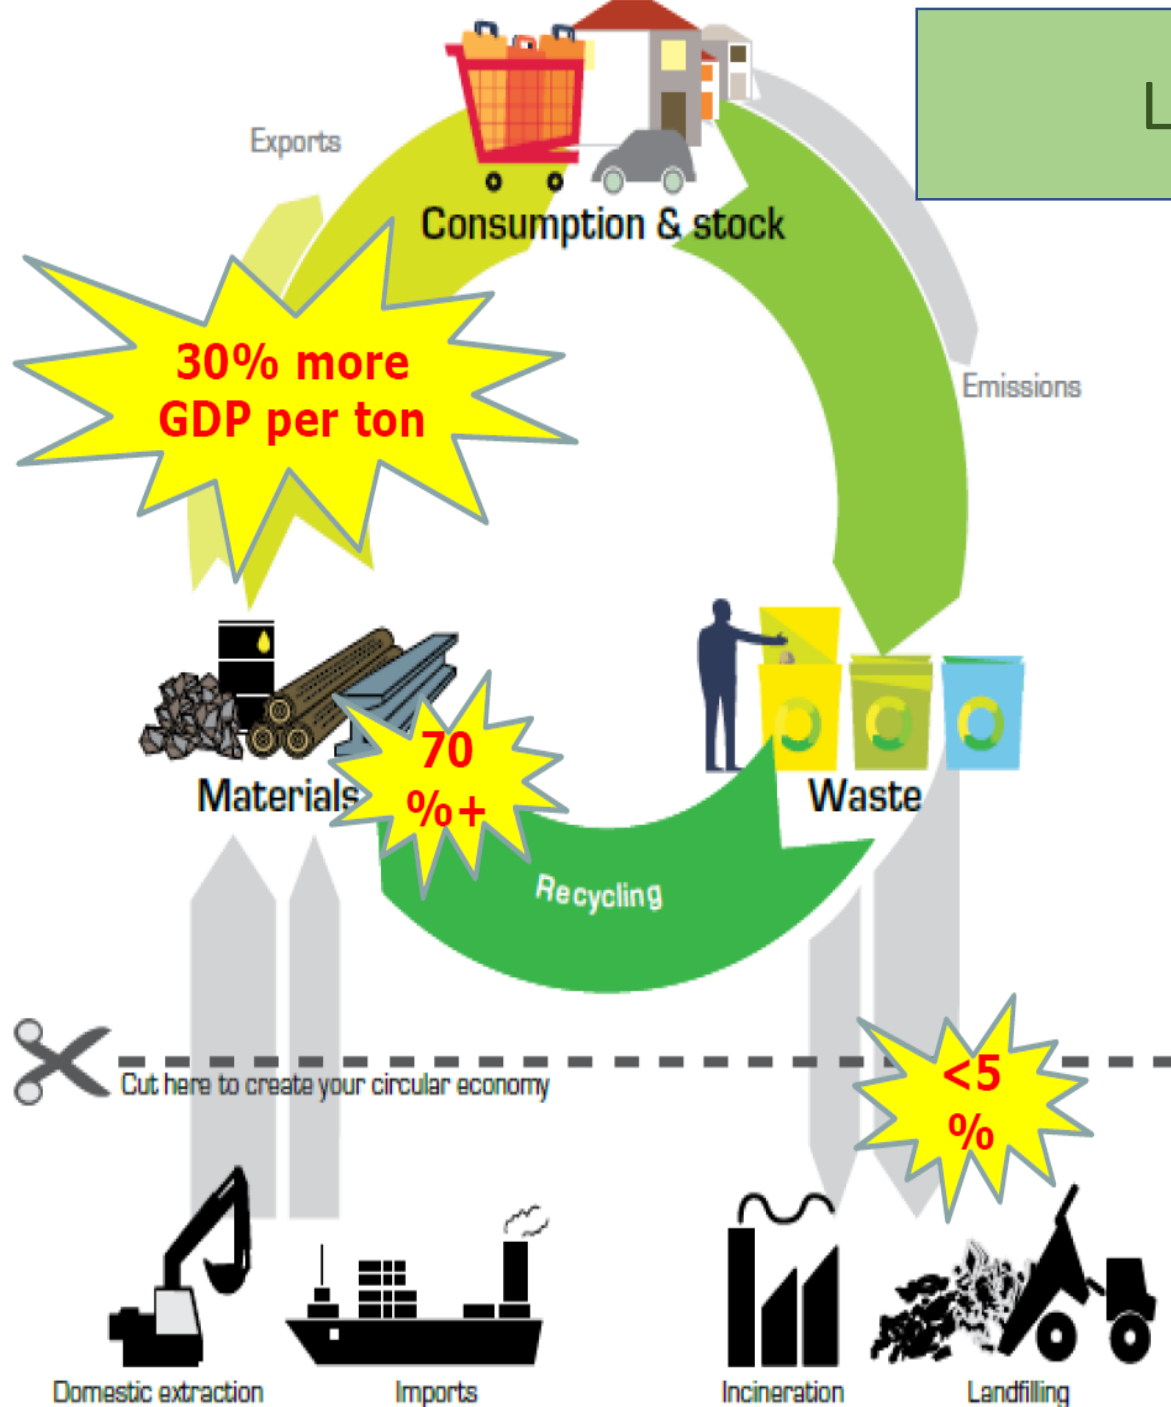 L
Exports
Consumption & stock
30% more
GDP per ton
Emissions
70
%+
Materials
Waste
Recycling
<5
%
Cut here to create your circular economy
Domestic extraction
Imports
Incineration
Landfilling